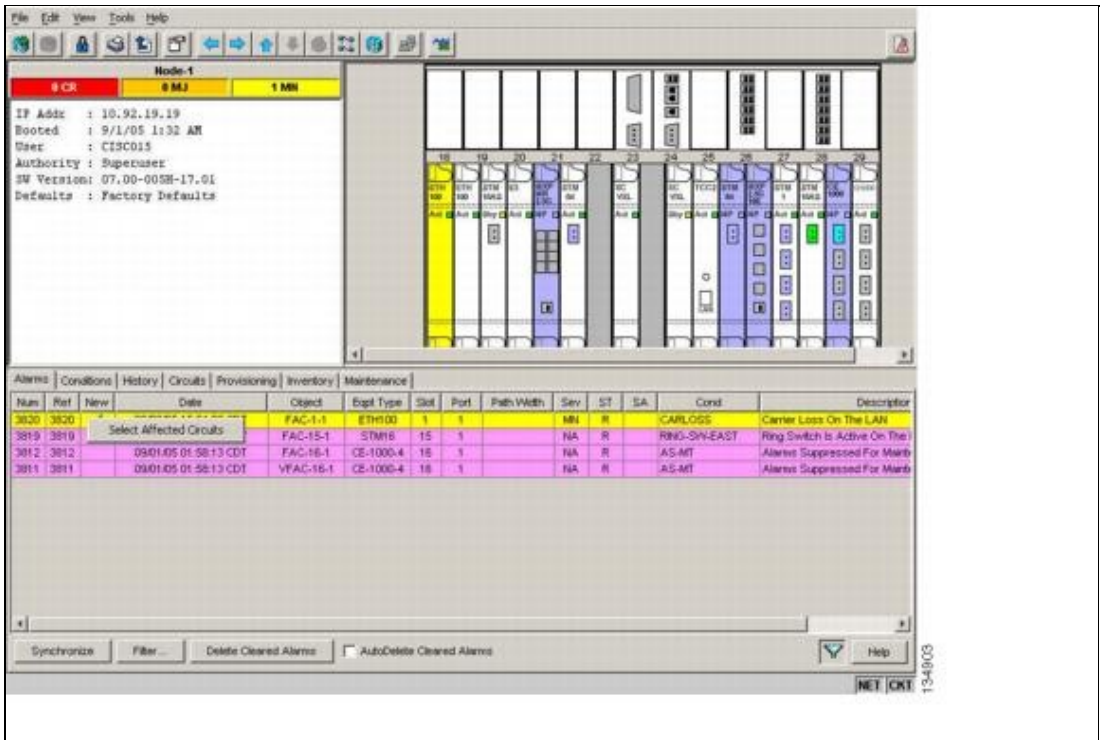 File Edit View Tools Help
Node-1
0 CR 0 MJ 1 MN
IP Addr : 10.92.19.19
Booted : 9/1/05 1:32 AM
User : CISCO15
Authority : Superuser
SW Version: 07.00-005H-17.01
Defaults : Factory Defaults
18 19 20 21 22 23 24 25 26 27 28 29
Alarms Conditions History Circuits Provisioning Inventory Maintenance
Num Ref New Date Object Eqpt Type Slot Port Path Width Sev ST SA Cond Description
3820 3820 FAC-1-1 ETH100 1 1 MN R CARLOSS Carrier Loss On The LAN
Select Affected Circuits
3819 3819 FAC-15-1 STM16 15 1 NA R RING-SW-EAST Ring Switch Is Active On The
3812 3812 09/01/05 01:58:13 CDT FAC-16-1 CE-1000-4 16 1 NA R AS-MT Alarms Suppressed For Maint
3811 3811 09/01/05 01:58:13 CDT VFAC-16-1 CE-1000-4 16 1 NA R AS-MT Alarms Suppressed For Maint
Synchronize Filter... Delete Cleared Alarms AutoDelete Cleared Alarms Help
NET CKT
134903